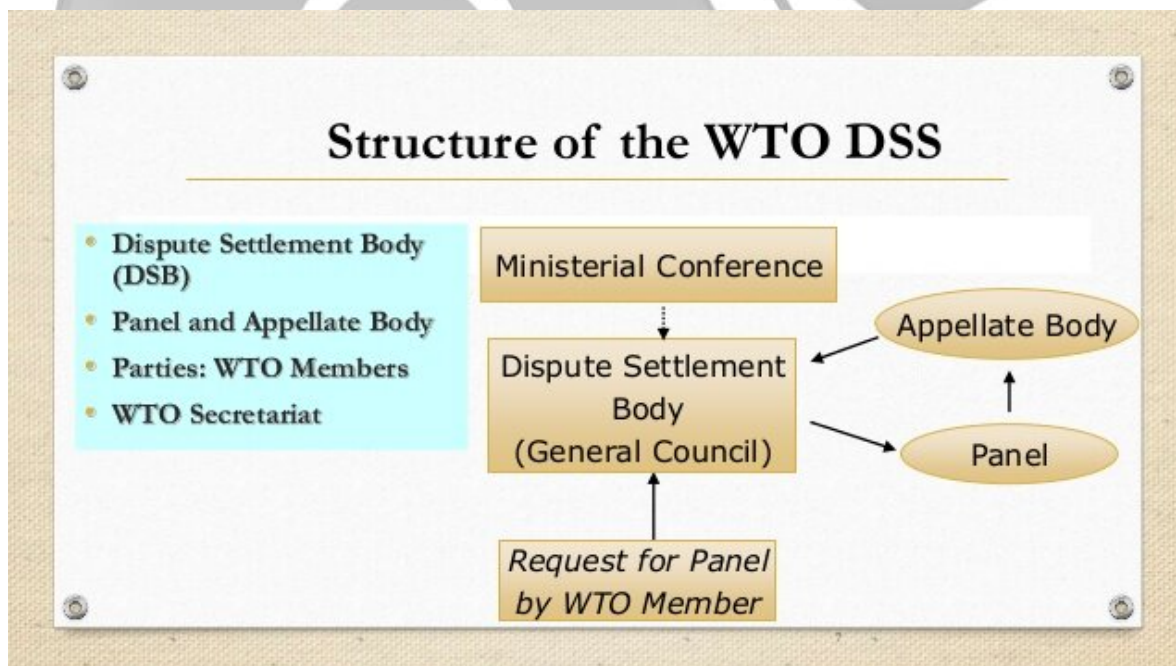 Structure of the WTO DSS
• Dispute Settlement Body
(DSB)
• Panel and Appellate Body
• Parties: WTO Members
• WTO Secretariat
Ministerial Conference
Dispute Settlement
Body
(General Council)
Appellate Body
Panel
Request for Panel
by WTO Member